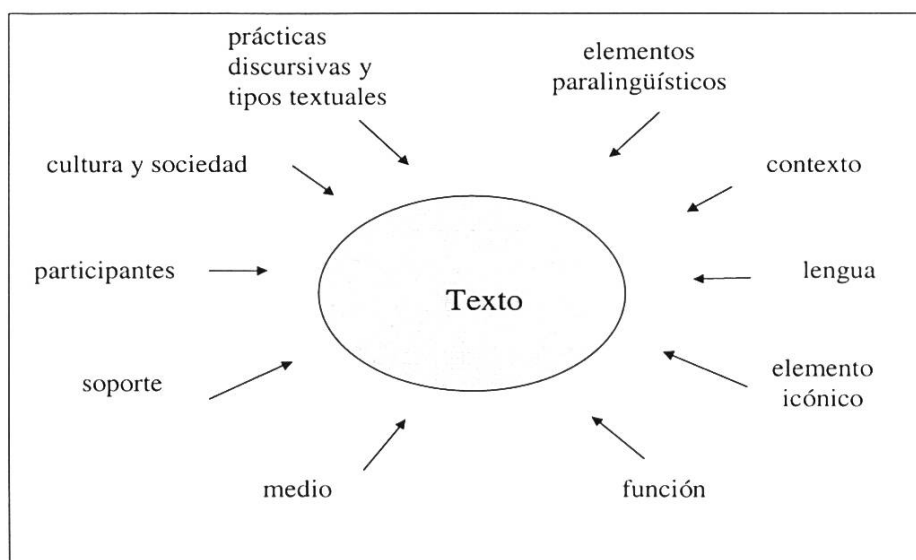 prácticas
discursivas y
tipos textuales
elementos
paralingüísticos
cultura y sociedad
contexto
participantes
lengua
Texto
soporte
elemento
icónico
medio
función